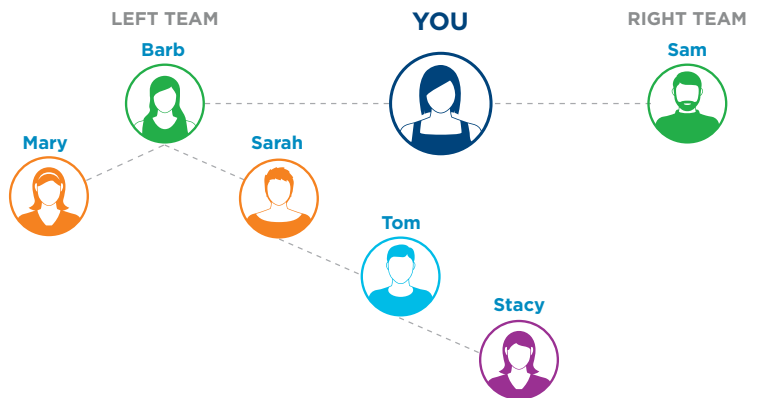 LEFT TEAM
YOU
RIGHT TEAM
Barb
Sam
Mary
Sarah
Tom
Stacy